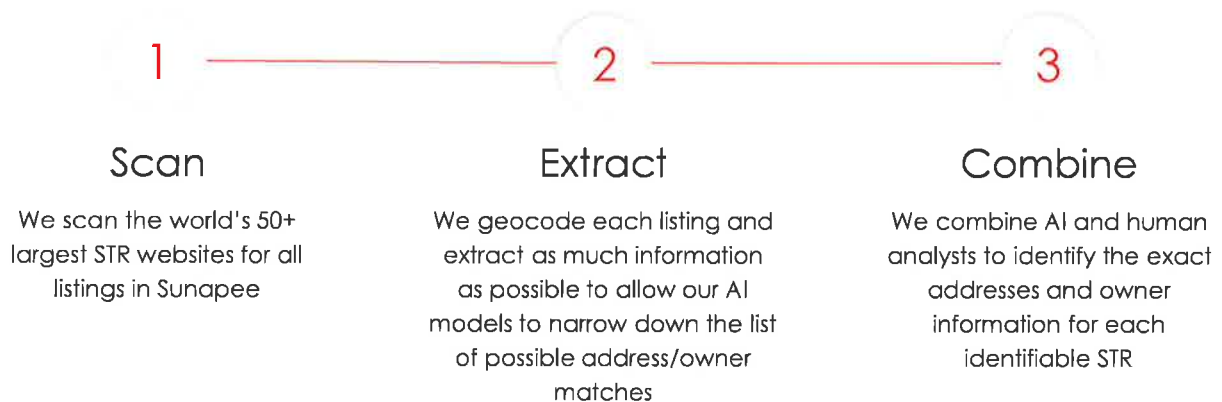 1
2
3
Scan
We scan the world's 50+
largest STR websites for all
listings in Sunapee
Extract
We geocode each listing and
extract as much information
as possible to allow our AI
models to narrow down the list
of possible address/owner
matches
Combine
We combine AI and human
analysts to identify the exact
addresses and owner
information for each
identifiable STR